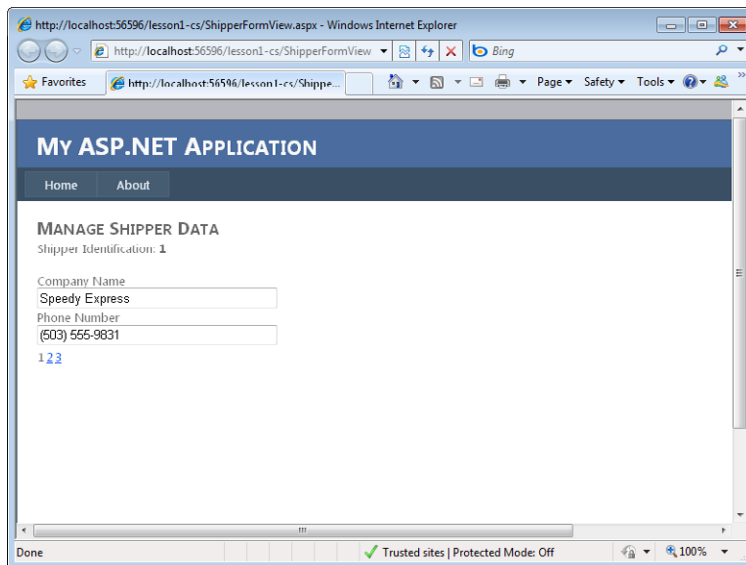 http://localhost:56596/lesson1-cs/ShipperFormView.aspx - Windows Internet Explorer
http://localhost:56596/lesson1-cs/ShipperFormView
Bing
Favorites
http://localhost:56596/lesson1-cs/Shippe...
Page
Safety
Tools
MY ASP.NET APPLICATION
Home
About
MANAGE SHIPPER DATA
Shipper Identification: 1
Company Name
Speedy Express
Phone Number
(503) 555-9831
1 2 3
Done
Trusted sites | Protected Mode: Off
100%